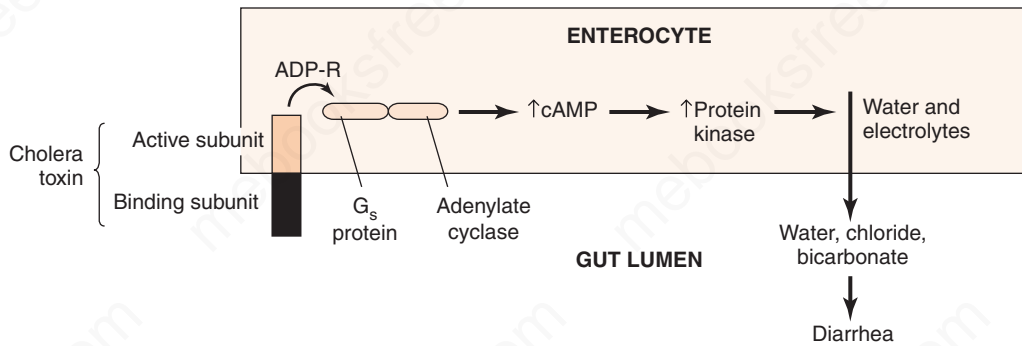 ENTEROCYTE
ADP-R
↑cAMP
↑Protein
kinase
Water and
electrolytes
Cholera
toxin
Active subunit
Binding subunit
Gs
protein
Adenylate
cyclase
GUT LUMEN
Water, chloride,
bicarbonate
Diarrhea